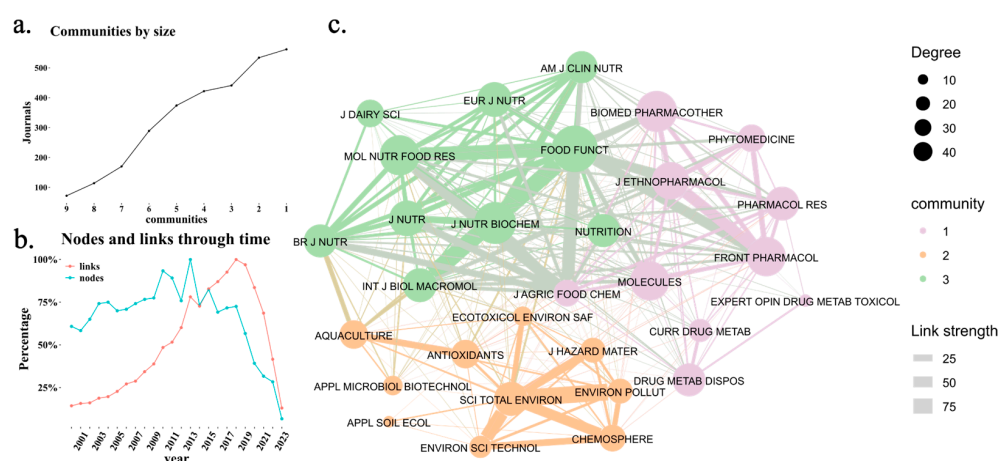 a.
Communities by size
500
400
300
200
100
Journals
9
8
7
6
5
4
3
2
1
communities
b.
Nodes and links through time
100%
75%
50%
25%
Percentage
links
nodes
2001
2003
2005
2007
2009
2011
2013
2015
2017
2019
2021
2023
year
c.
AM J CLIN NUTR
EUR J NUTR
BIOMED PHARMACOTHER
J DAIRY SCI
PHYTOMEDICINE
MOL NUTR FOOD RES
FOOD FUNCT
J ETHNOPHARMACOL
PHARMACOL RES
J NUTR
J NUTR BIOCHEM
NUTRITION
BR J NUTR
FRONT PHARMACOL
INT J BIOL MACROMOL
MOLECULES
J AGRIC FOOD CHEM
EXPERT OPIN DRUG METAB TOXICOL
ECOTOXICOL ENVIRON SAF
AQUACULTURE
CURR DRUG METAB
ANTIOXIDANTS
J HAZARD MATER
APPL MICROBIOL BIOTECHNOL
DRUG METAB DISPOS
SCI TOTAL ENVIRON
ENVIRON POLLUT
APPL SOIL ECOL
CHEMOSPHERE
ENVIRON SCI TECHNOL
Degree
10
20
30
40
community
1
2
3
Link strength
25
50
75